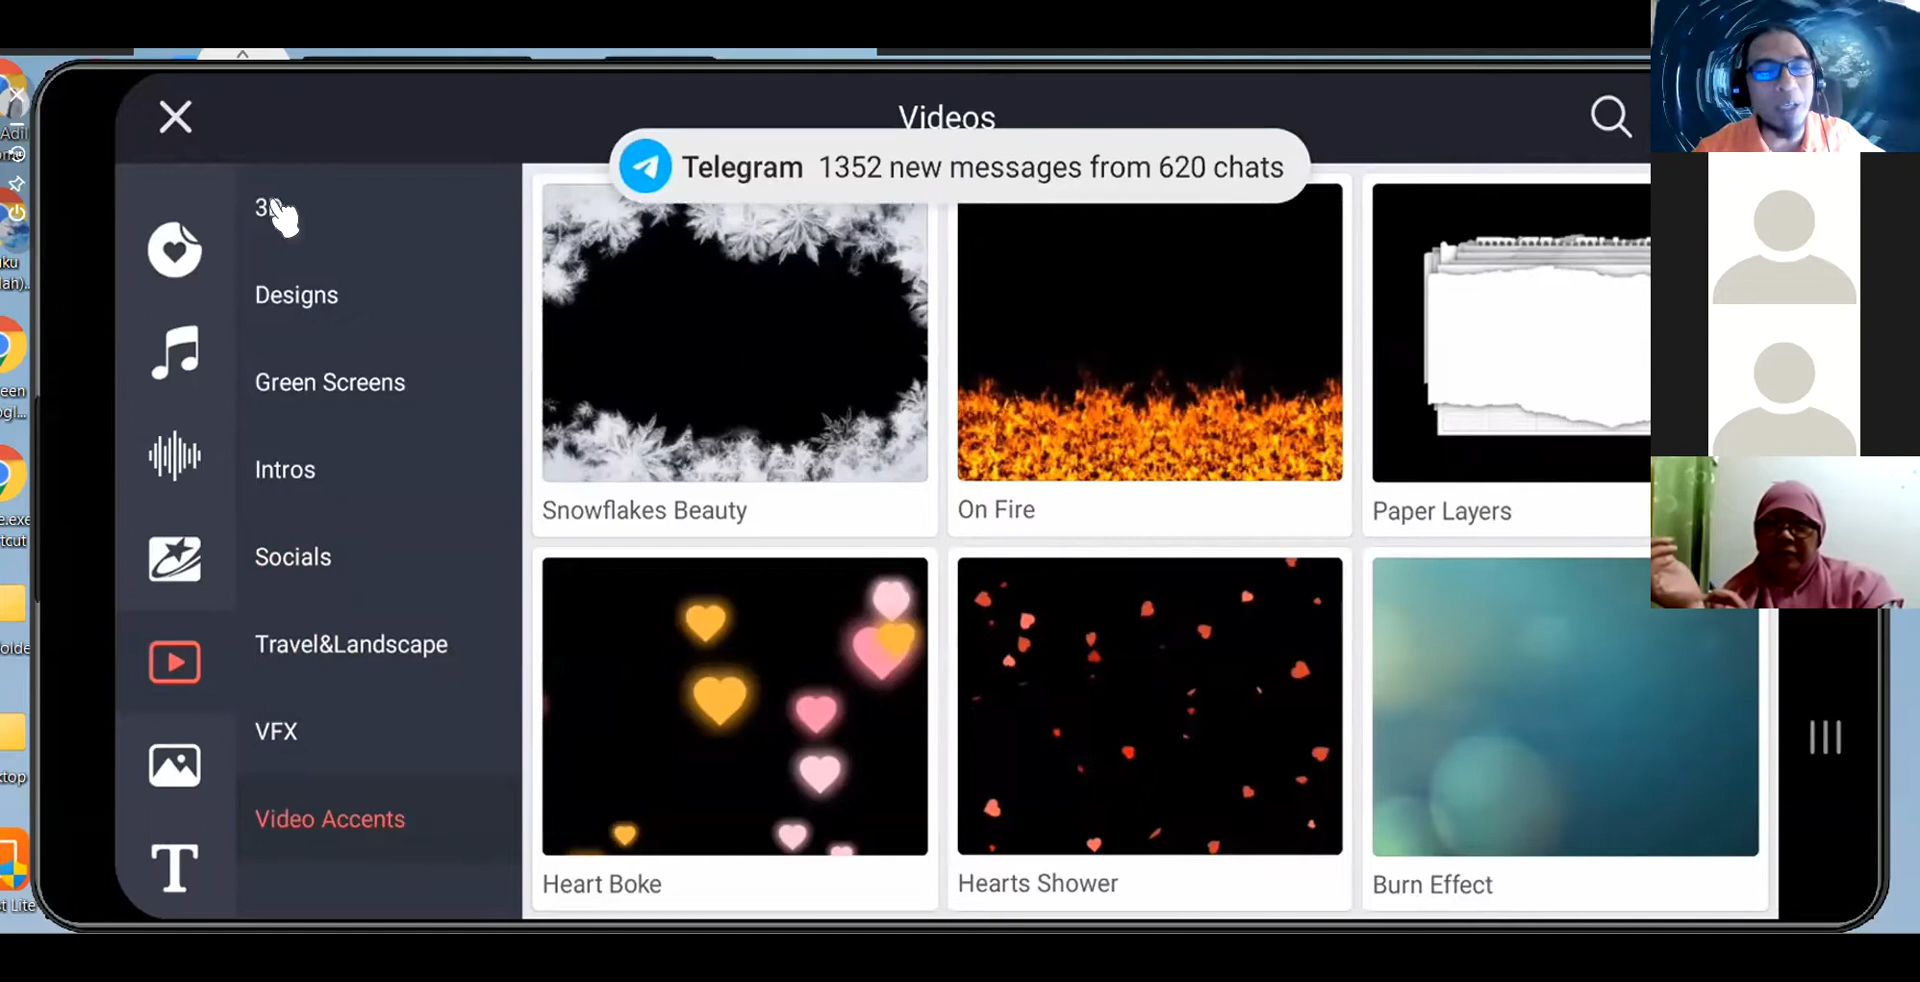 Videos
Telegram 1352 new messages from 620 chats
Designs
Green Screens
Intros
Socials
Travel&Landscape
VFX
Video Accents
Snowflakes Beauty
On Fire
Paper Layers
Heart Boke
Hearts Shower
Burn Effect
T